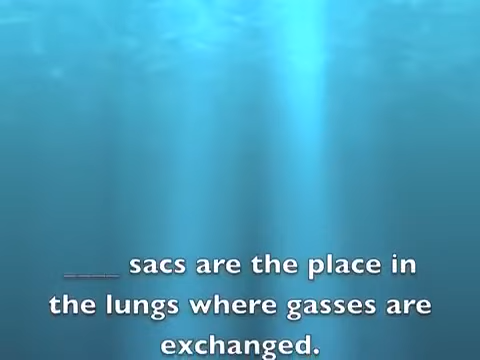 ____ sacs are the place in
the lungs where gasses are
exchanged.